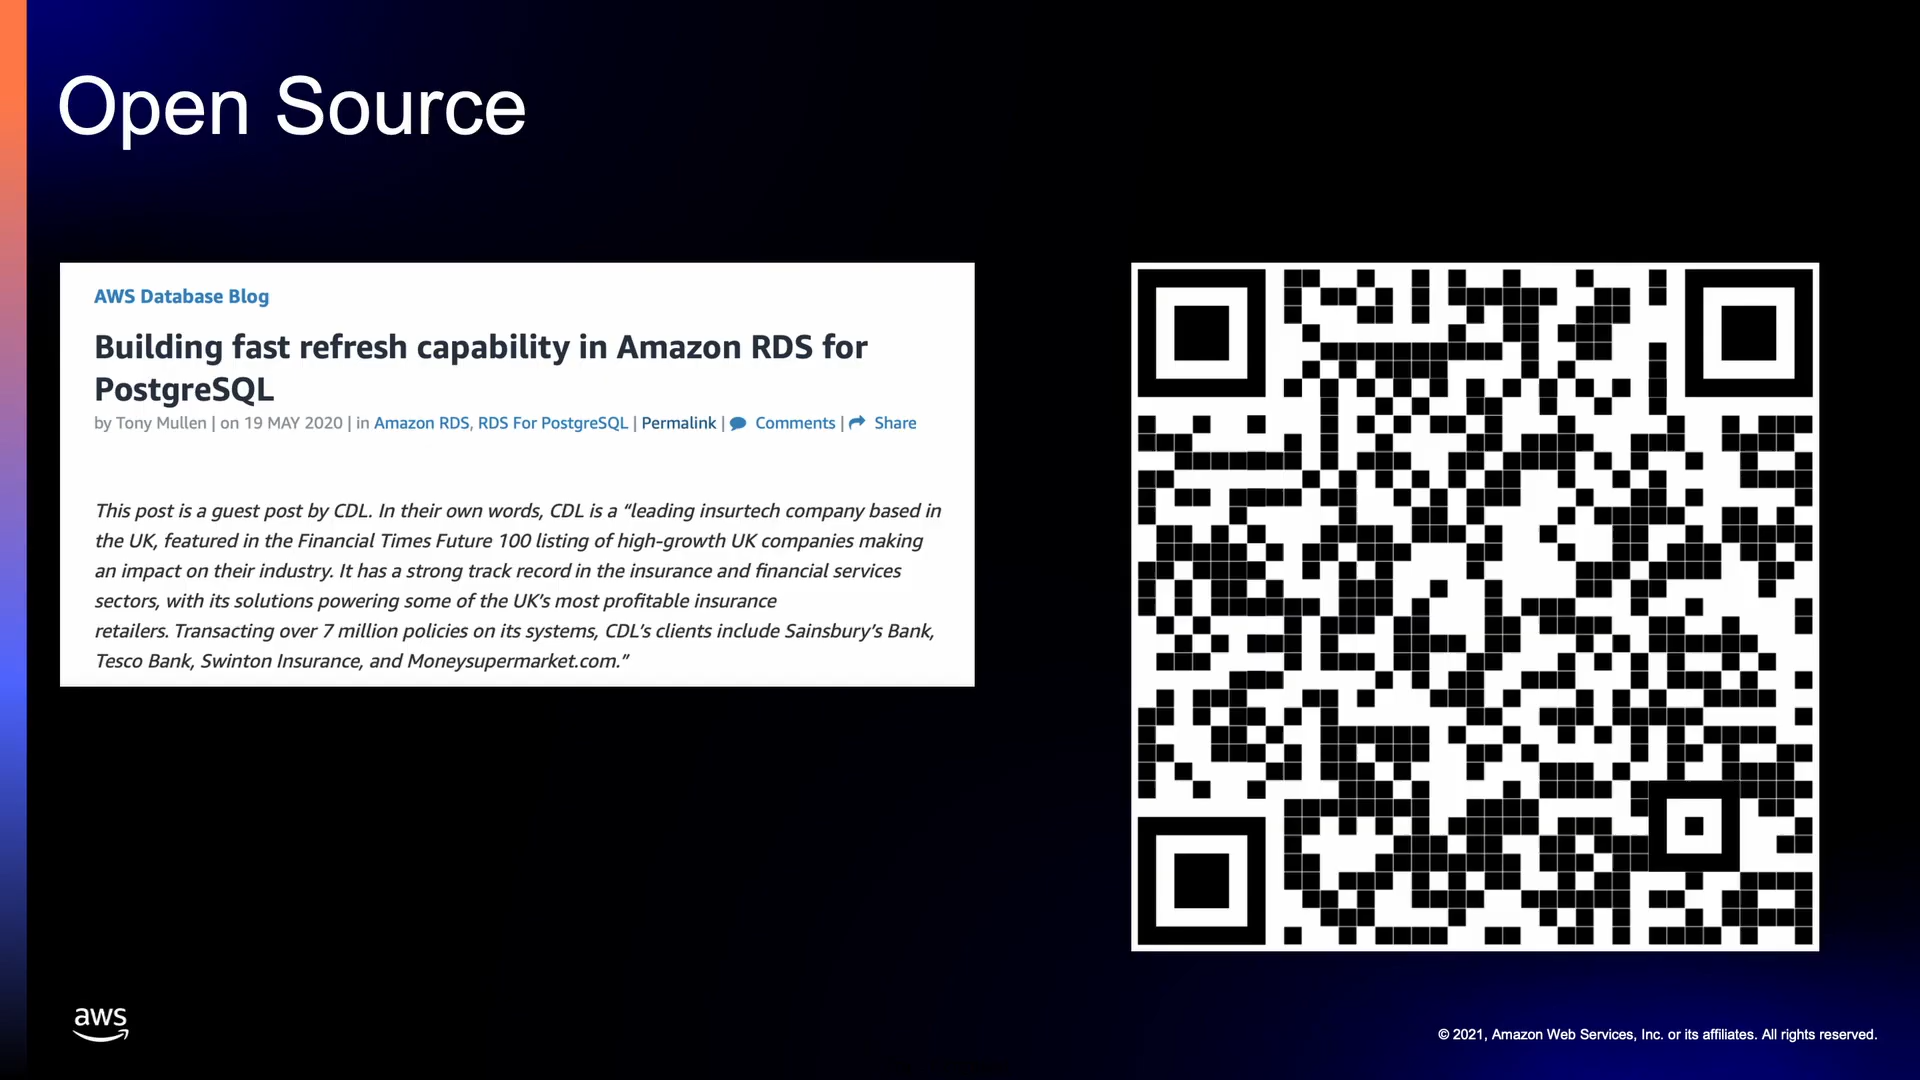 Open Source
AWS Database Blog
Building fast refresh capability in Amazon RDS for
PostgreSQL
by Tony Mullen | on 19 MAY 2020 | in Amazon RDS, RDS For PostgreSQL | Permalink | Comments | Share
This post is a guest post by CDL. In their own words, CDL is a “leading insurtech company based in
the UK, featured in the Financial Times Future 100 listing of high-growth UK companies making
an impact on their industry. It has a strong track record in the insurance and financial services
sectors, with its solutions powering some of the UK’s most profitable insurance
retailers. Transacting over 7 million policies on its systems, CDL’s clients include Sainsbury’s Bank,
Tesco Bank, Swinton Insurance, and Moneysupermarket.com.”
aws
© 2021, Amazon Web Services, Inc. or its affiliates. All rights reserved.